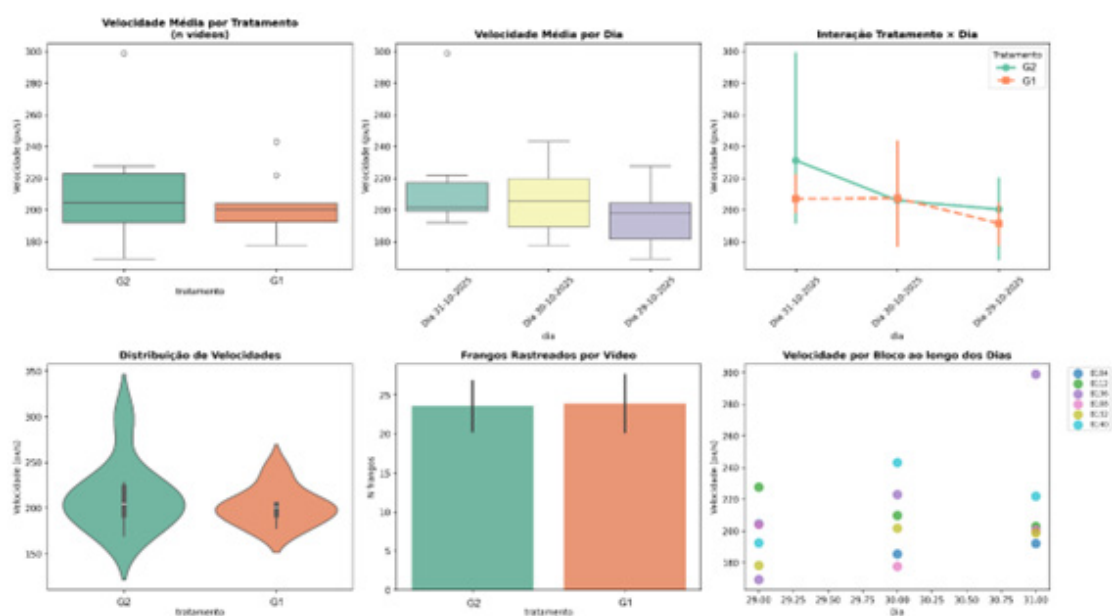 Velocidade Média por Tratamento
(n vídeos)
300
280
260
240
220
200
180
Velocidade (px/s)
G2
G1
tratamento
Velocidade Média por Dia
300
280
260
240
220
200
180
Velocidade (px/s)
Dia 31-10-2025
Dia 30-10-2025
Dia 29-10-2025
dia
Interação Tratamento × Dia
Tratamento
G2
G1
300
280
260
240
220
200
180
Velocidade (px/s)
Dia 31-10-2025
Dia 30-10-2025
Dia 29-10-2025
dia
Distribuição de Velocidades
350
300
250
200
150
Velocidade (px/s)
G2
G1
tratamento
Frangos Rastreados por Vídeo
25
20
15
10
5
0
N frangos
G2
G1
tratamento
Velocidade por Bloco ao longo dos Dias
300
280
260
240
220
200
180
Velocidade (px/s)
29.00
29.25
29.50
29.75
30.00
30.25
30.50
30.75
31.00
Dia